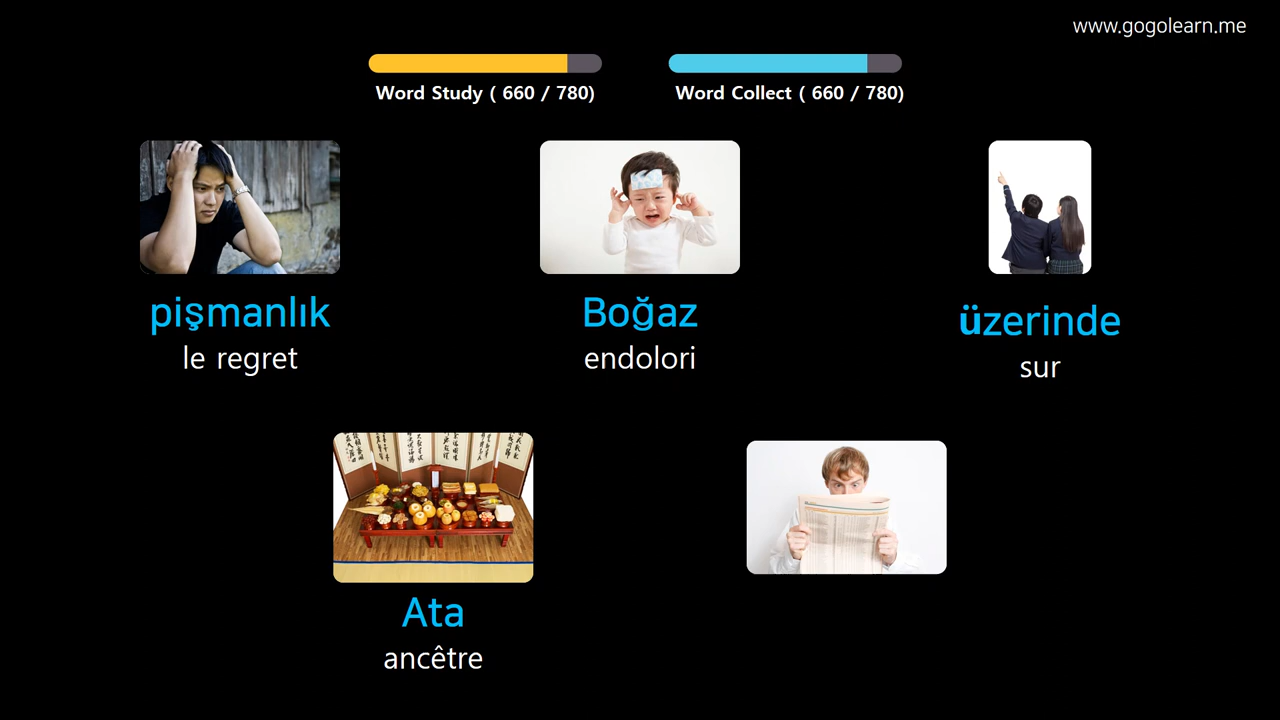 www.gogolearn.me
Word Study ( 660 / 780)
Word Collect ( 660 / 780)
pişmanlık
le regret
Boğaz
endolori
üzerinde
sur
Ata
ancêtre